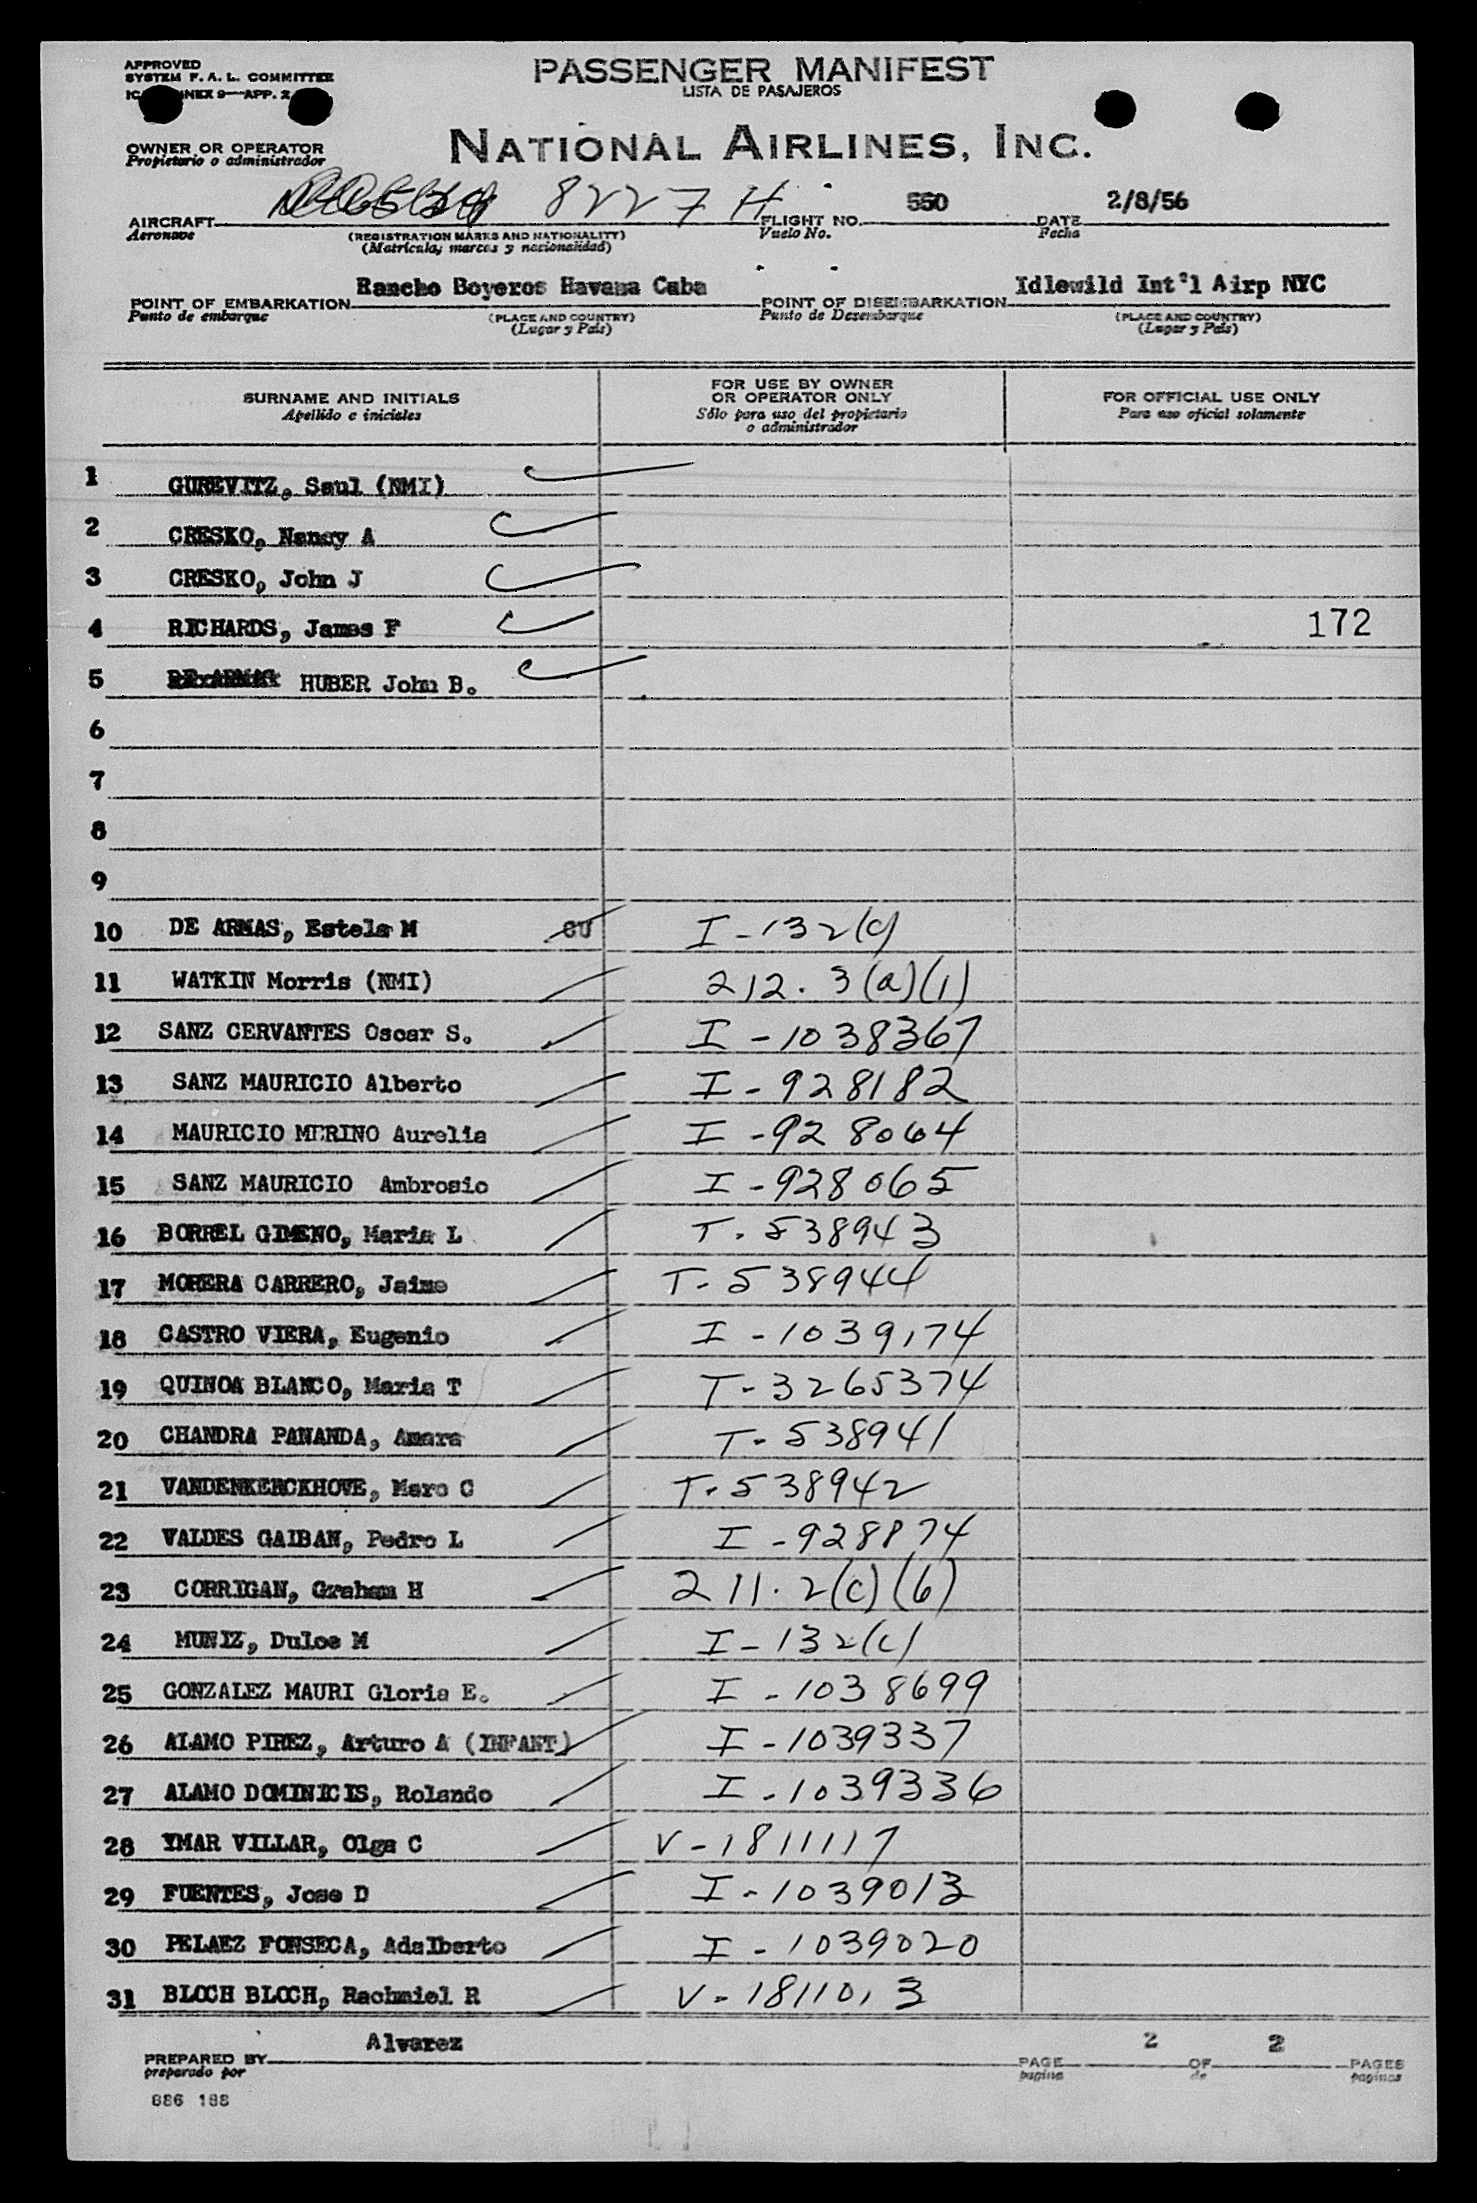 APPROVED
SYSTEM F. A. L. COMMITTEE
ANNEX 9—APP. 2
PASSENGER MANIFEST
LISTA DE PASAJEROS
OWNER OR OPERATOR
Propietario o administrador
NATIONAL AIRLINES, INC.
AIRCRAFT 8227 H FLIGHT NO. 550 DATE 2/8/56
Aeronave (REGISTRATION MARKS AND NATIONALITY) Vuelo No. Fecha
(Matricula, marcas y nacionalidad)
POINT OF EMBARKATION Rancho Boyeros Havana Cuba POINT OF DISEMBARKATION Idlewild Int'l Airp NYC
Punto de embarque (PLACE AND COUNTRY) Punto de Desembarque (PLACE AND COUNTRY)
(Lugar y Pais) (Lugar y Pais)
SURNAME AND INITIALS FOR USE BY OWNER OR OPERATOR ONLY FOR OFFICIAL USE ONLY
Apellido e iniciales Sólo para uso del propietario o administrador Para uso oficial solamente
1 GUREVITZ, Saul (NMI)
2 CRESKO, Nancy A
3 CRESKO, John J
4 RICHARDS, James F 172
5 HUBER John B.
6
7
8
9
10 DE ARMAS, Estela M CU I-132(c)
11 WATKIN Morris (NMI) 212.3(a)(1)
12 SANZ CERVANTES Oscar S. I-1038367
13 SANZ MAURICIO Alberto I-928182
14 MAURICIO MERINO Aurelia I-928064
15 SANZ MAURICIO Ambrosio I-928065
16 BORREL GIMENO, Maria L T.538943
17 MORERA CARRERO, Jaime T-538944
18 CASTRO VIERA, Eugenio I-1039174
19 QUINOA BLANCO, Maria T T-3265374
20 CHANDRA PANANDA, Amara T-538941
21 VANDENKERCKHOVE, Marc C T-538942
22 VALDES GAIBAN, Pedro L I-928874
23 CORRIGAN, Graham H 211.2(c)(6)
24 MUNIZ, Dulce M I-132(c)
25 GONZALEZ MAURI Gloria E. I-1038699
26 ALAMO PIREZ, Arturo A (INFANT) I-1039337
27 ALAMO DOMINICIS, Rolando I-1039336
28 YMAR VILLAR, Olga C V-1811117
29 FUENTES, Jose D I-1039013
30 PELAEZ FONSECA, Adalberto I-1039020
31 BLOCH BLOCH, Rachmiel R V-1811013
PREPARED BY Alvarez PAGE 2 OF 2 PAGES
preparado por pagina de paginas
886 188